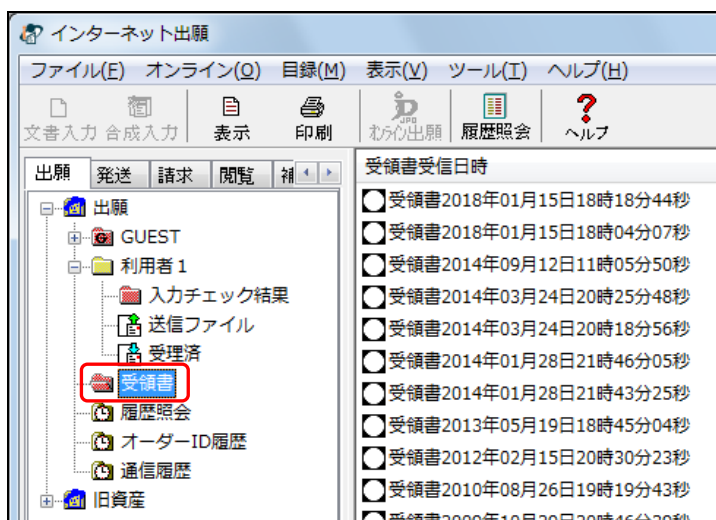 インターネット出願
ファイル(F) オンライン(O) 目録(M) 表示(V) ツール(T) ヘルプ(H)
文書入力 合成入力 表示 印刷 オンライン出願 履歴照会 ヘルプ
出願 発送 請求 閲覧 補
受領書受信日時
出願
GUEST
利用者1
入力チェック結果
送信ファイル
受理済
受領書
履歴照会
オーダーID履歴
通信履歴
旧資産
受領書2018年01月15日18時18分44秒
受領書2018年01月15日18時04分07秒
受領書2014年09月12日11時05分50秒
受領書2014年03月24日20時25分48秒
受領書2014年03月24日20時18分56秒
受領書2014年01月28日21時46分05秒
受領書2014年01月28日21時43分25秒
受領書2013年05月19日18時45分04秒
受領書2012年02月15日20時30分23秒
受領書2010年08月26日19時19分43秒